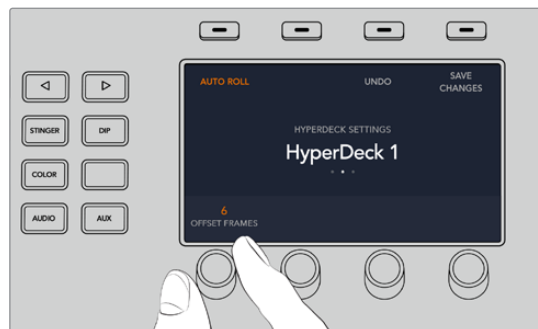 AUTO ROLL
UNDO
SAVE
CHANGES
HYPERDECK SETTINGS
HyperDeck 1
6
OFFSET FRAMES
STINGER
DIP
COLOR
AUDIO
AUX